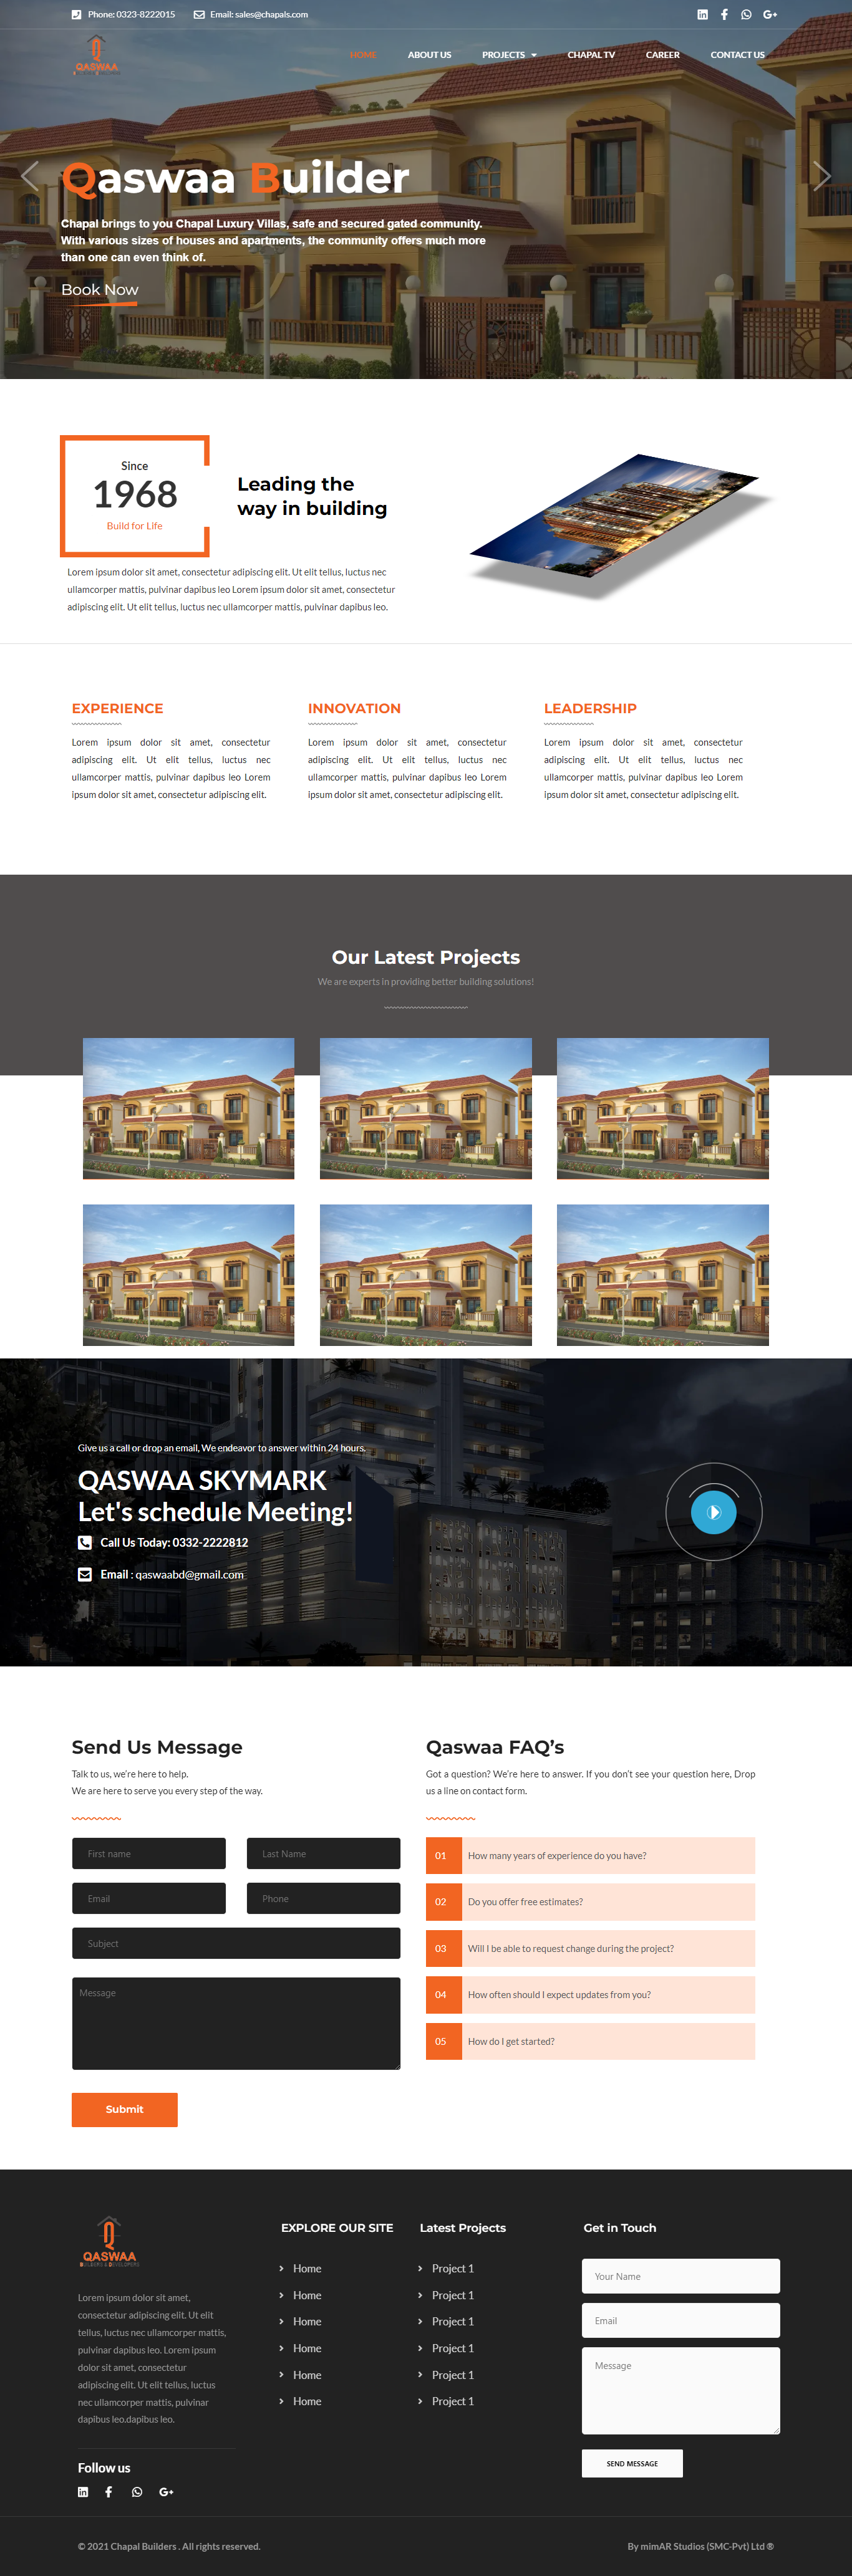 Phone: 0323-8222015 Email: sales@chapals.com
QASWAA
HOME ABOUT US PROJECTS CHAPAL TV CAREER CONTACT US
Qaswaa Builder
Chapal brings to you Chapal Luxury Villas, safe and secured gated community.
With various sizes of houses and apartments, the community offers much more
than one can even think of.
Book Now
Since
1968
Build for Life
Leading the
way in building
Lorem ipsum dolor sit amet, consectetur adipiscing elit. Ut elit tellus, luctus nec
ullamcorper mattis, pulvinar dapibus leo Lorem ipsum dolor sit amet, consectetur
adipiscing elit. Ut elit tellus, luctus nec ullamcorper mattis, pulvinar dapibus leo.
EXPERIENCE
Lorem ipsum dolor sit amet, consectetur
adipiscing elit. Ut elit tellus, luctus nec
ullamcorper mattis, pulvinar dapibus leo Lorem
ipsum dolor sit amet, consectetur adipiscing elit.
INNOVATION
Lorem ipsum dolor sit amet, consectetur
adipiscing elit. Ut elit tellus, luctus nec
ullamcorper mattis, pulvinar dapibus leo Lorem
ipsum dolor sit amet, consectetur adipiscing elit.
LEADERSHIP
Lorem ipsum dolor sit amet, consectetur
adipiscing elit. Ut elit tellus, luctus nec
ullamcorper mattis, pulvinar dapibus leo Lorem
ipsum dolor sit amet, consectetur adipiscing elit.
Our Latest Projects
We are experts in providing better building solutions!
Give us a call or drop an email, We endeavor to answer within 24 hours.
QASWAA SKYMARK
Let's schedule Meeting!
Call Us Today: 0332-2222812
Email : qaswaabd@gmail.com
Send Us Message
Talk to us, we're here to help.
We are here to serve you every step of the way.
First name Last Name
Email Phone
Subject
Message
Submit
Qaswaa FAQ's
Got a question? We're here to answer. If you don't see your question here, Drop
us a line on contact form.
01 How many years of experience do you have?
02 Do you offer free estimates?
03 Will I be able to request change during the project?
04 How often should I expect updates from you?
05 How do I get started?
QASWAA
BUILDERS & DEVELOPERS
Lorem ipsum dolor sit amet,
consectetur adipiscing elit. Ut elit
tellus, luctus nec ullamcorper mattis,
pulvinar dapibus leo. Lorem ipsum
dolor sit amet, consectetur
adipiscing elit. Ut elit tellus, luctus
nec ullamcorper mattis, pulvinar
dapibus leo.dapibus leo.
Follow us
EXPLORE OUR SITE
Home
Home
Home
Home
Home
Home
Latest Projects
Project 1
Project 1
Project 1
Project 1
Project 1
Project 1
Get in Touch
Your Name
Email
Message
SEND MESSAGE
© 2021 Chapal Builders . All rights reserved.
By mimAR Studios (SMC-Pvt) Ltd ®